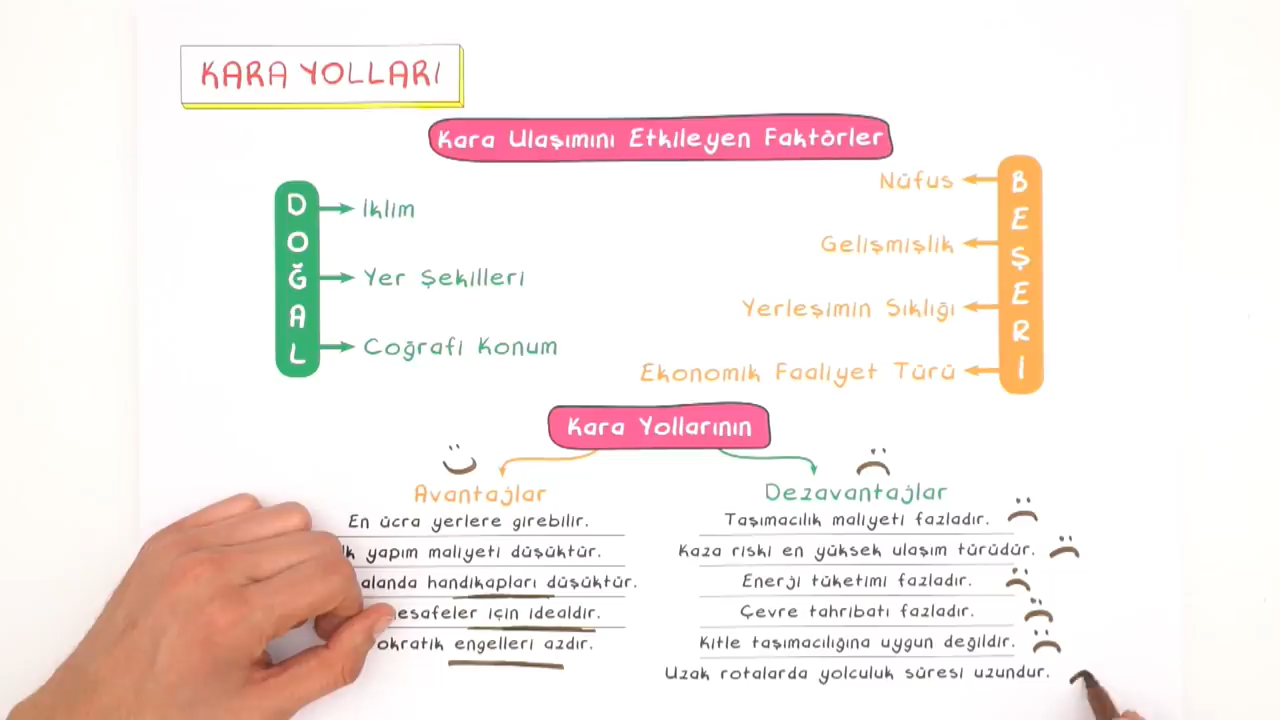 KARA YOLLARI
Kara Ulaşımını Etkileyen Faktörler
DOĞAL
İklim
Yer Şekilleri
Coğrafi Konum
BEŞERİ
Nüfus
Gelişmişlik
Yerleşimin Sıklığı
Ekonomik Faaliyet Türü
Kara Yollarının
Avantajlar
En ücra yerlere girebilir.
yapım maliyeti düşüktür.
alanda handikapları düşüktür.
için idealdir.
engelleri azdır.
Dezavantajlar
Taşımacılık maliyeti fazladır.
Kaza riski en yüksek ulaşım türüdür.
Enerji tüketimi fazladır.
Çevre tahribatı fazladır.
Kitle taşımacılığına uygun değildir.
Uzak rotalarda yolculuk süresi uzundur.